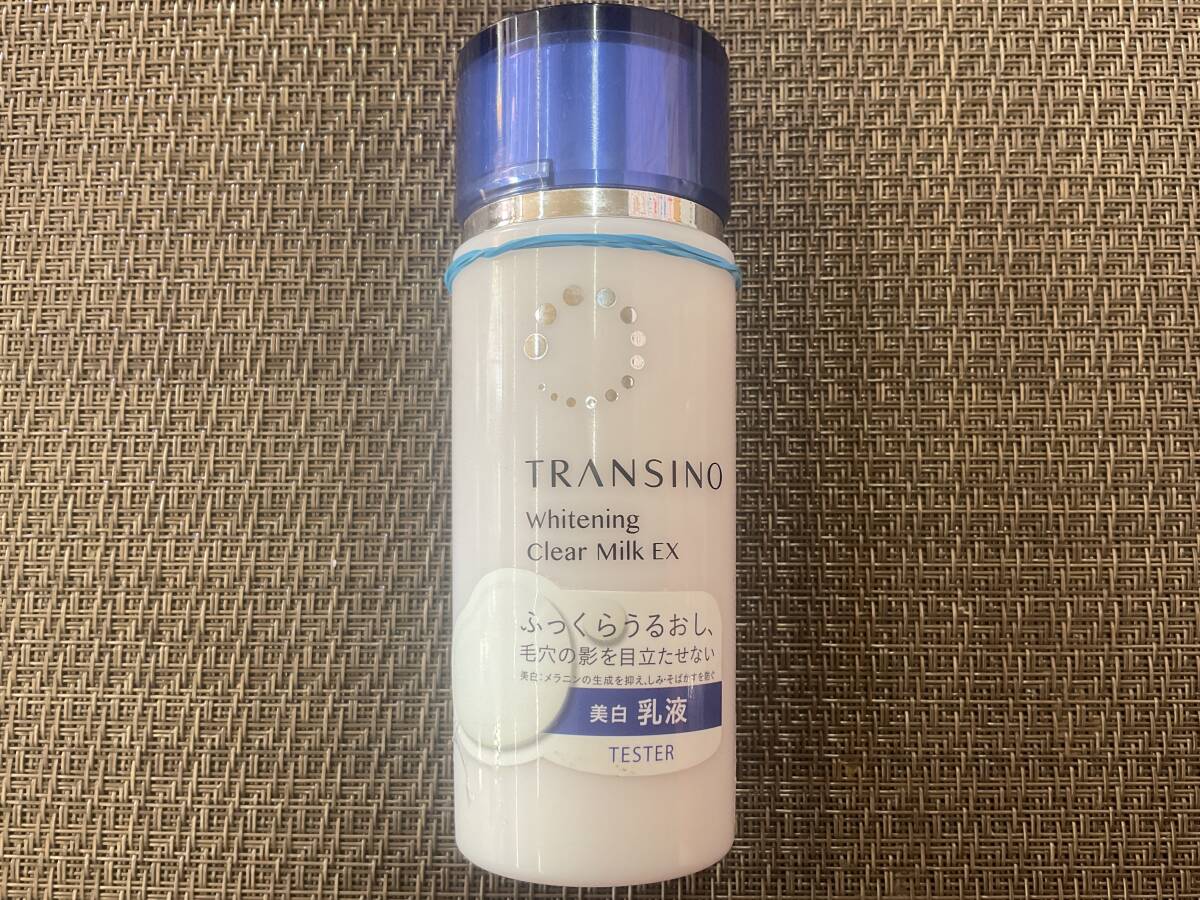 TRANSINO
Whitening
Clear Milk EX
ふっくらうるおし、
毛穴の影を目立たせない
美白:メラニンの生成を抑え、しみ・そばかすを防ぐ
美白 乳液
TESTER